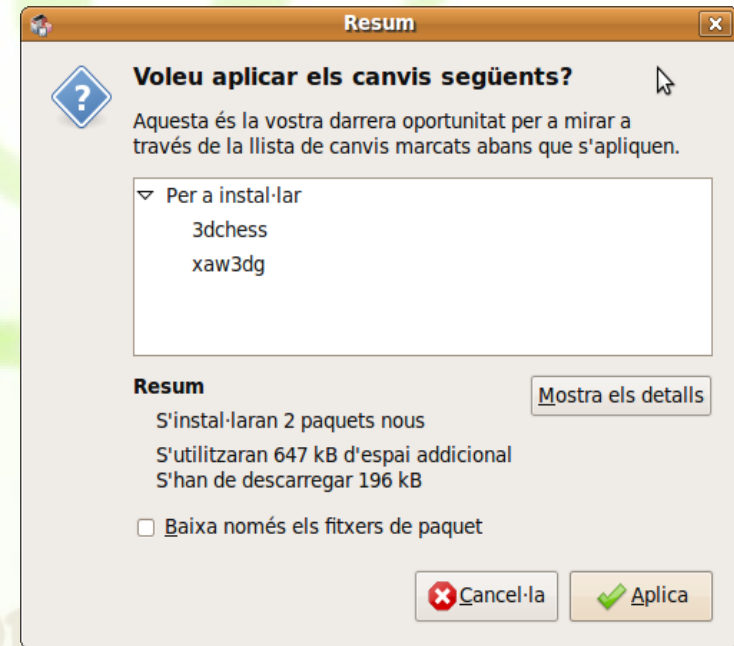 Resum
Voleu aplicar els canvis següents?
Aquesta és la vostra darrera oportunitat per a mirar a
través de la llista de canvis marcats abans que s'apliquen.
Per a instal·lar
3dchess
xaw3dg
Resum
Mostra els detalls
S'instal·laran 2 paquets nous
S'utilitzaran 647 kB d'espai addicional
S'han de descarregar 196 kB
Baixa només els fitxers de paquet
Cancel·la
Aplica